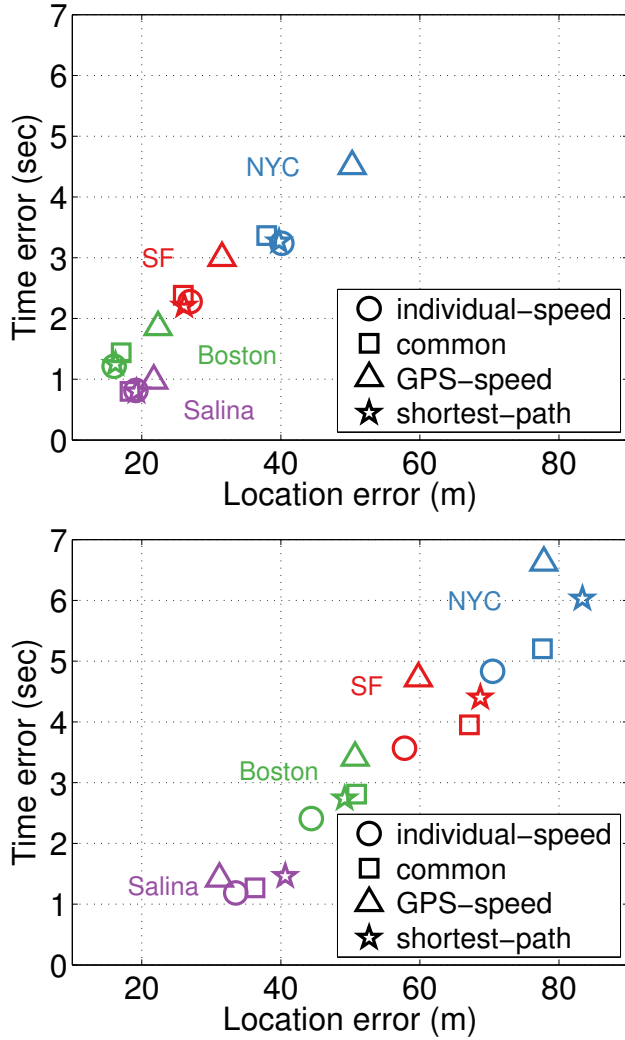 7
6
5
4
3
2
1
0
Time error (sec)
NYC
SF
Boston
Salina
individual−speed
common
GPS−speed
shortest−path
20 40 60 80
Location error (m)
7
6
5
4
3
2
1
0
Time error (sec)
NYC
SF
Boston
Salina
individual−speed
common
GPS−speed
shortest−path
20 40 60 80
Location error (m)